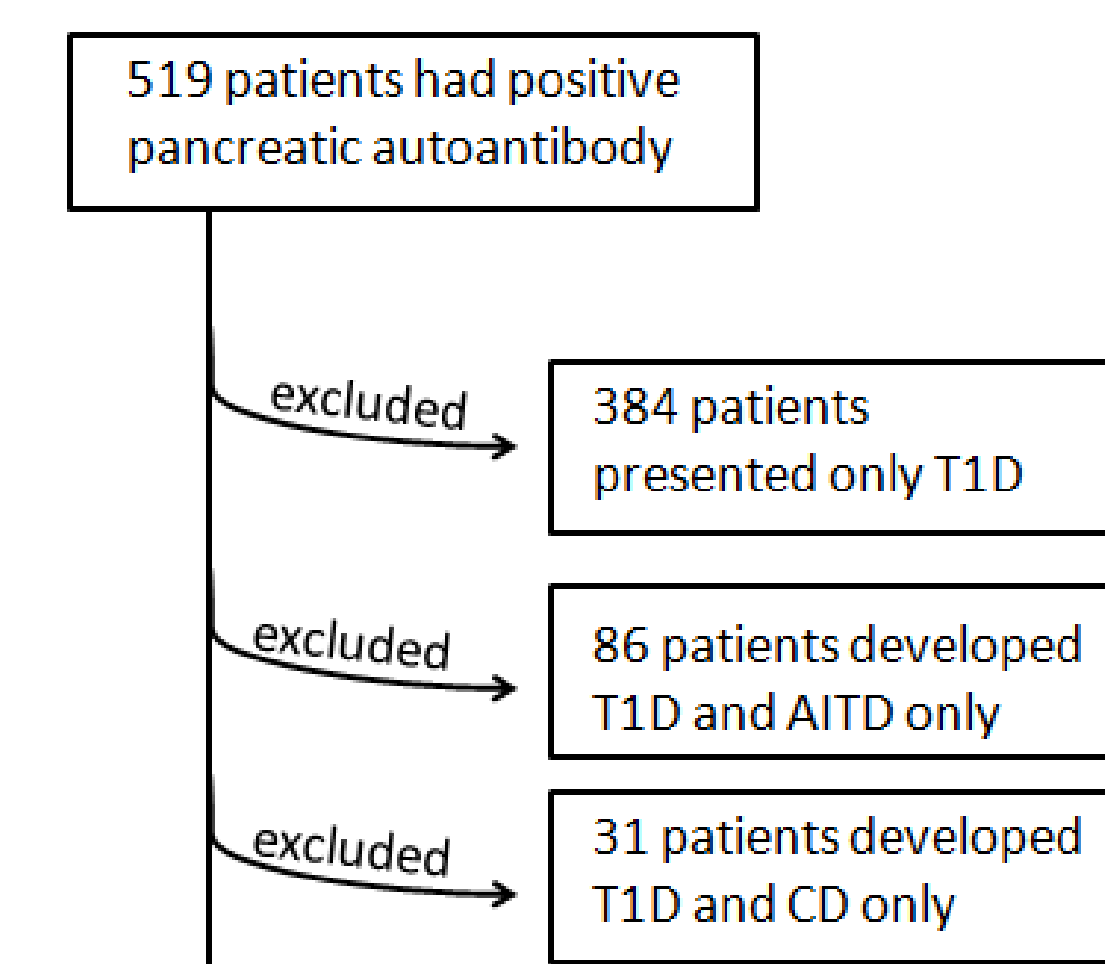 519 patients had positive
pancreatic autoantibody
excluded
384 patients
presented only T1D
excluded
86 patients developed
T1D and AITD only
excluded
31 patients developed
T1D and CD only